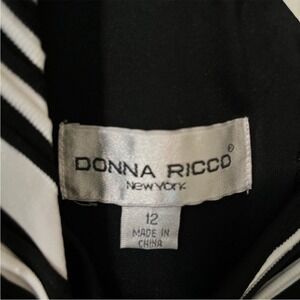 DONNA RICCO®
New York
12
MADE IN
CHINA